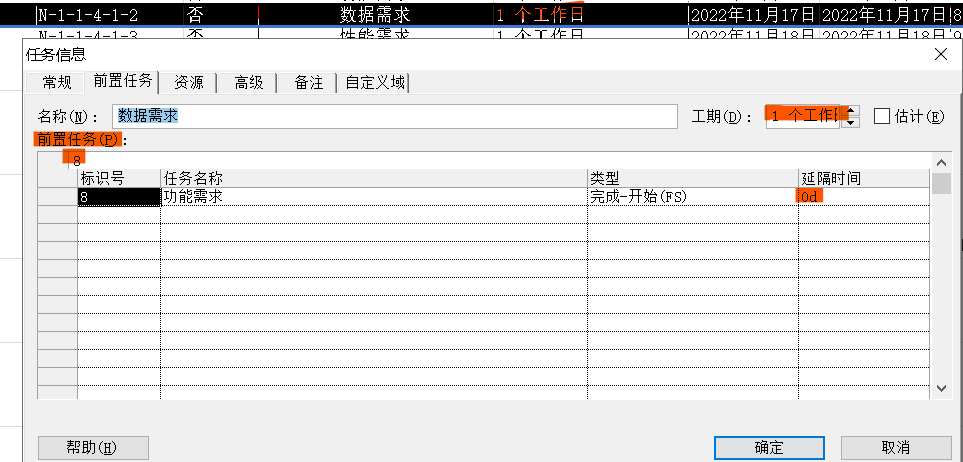 N-1-1-4-1-2 否 数据需求 1 个工作日 2022年11月17日 2022年11月17日 8
N-1-1-4-1-3 否 性能需求 1 个工作日 2022年11月18日 2022年11月18日 9
任务信息
常规 前置任务 资源 高级 备注 自定义域
名称(N): 数据需求 工期(D): 1 个工作日 估计(E)
前置任务(P):
8
标识号 任务名称 类型 延隔时间
8 功能需求 完成-开始(FS) 0d
帮助(H) 确定 取消